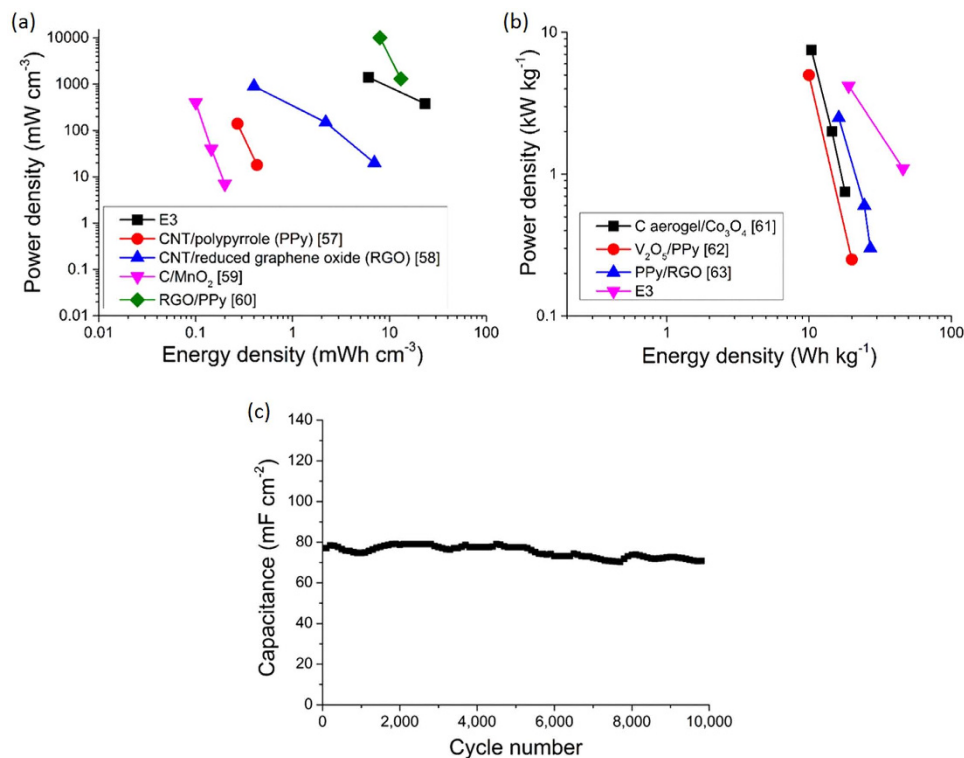 (a)
10000
1000
100
10
1
0.1
0.01
Power density (mW cm⁻³)
E3
CNT/polypyrrole (PPy) [57]
CNT/reduced graphene oxide (RGO) [58]
C/MnO₂ [59]
RGO/PPy [60]
0.01 0.1 1 10 100
Energy density (mWh cm⁻³)
(b)
10
1
0.1
Power density (kW kg⁻¹)
C aerogel/Co₃O₄ [61]
V₂O₅/PPy [62]
PPy/RGO [63]
E3
1 10 100
Energy density (Wh kg⁻¹)
(c)
140
120
100
80
60
40
20
0
Capacitance (mF cm⁻²)
0 2,000 4,000 6,000 8,000 10,000
Cycle number